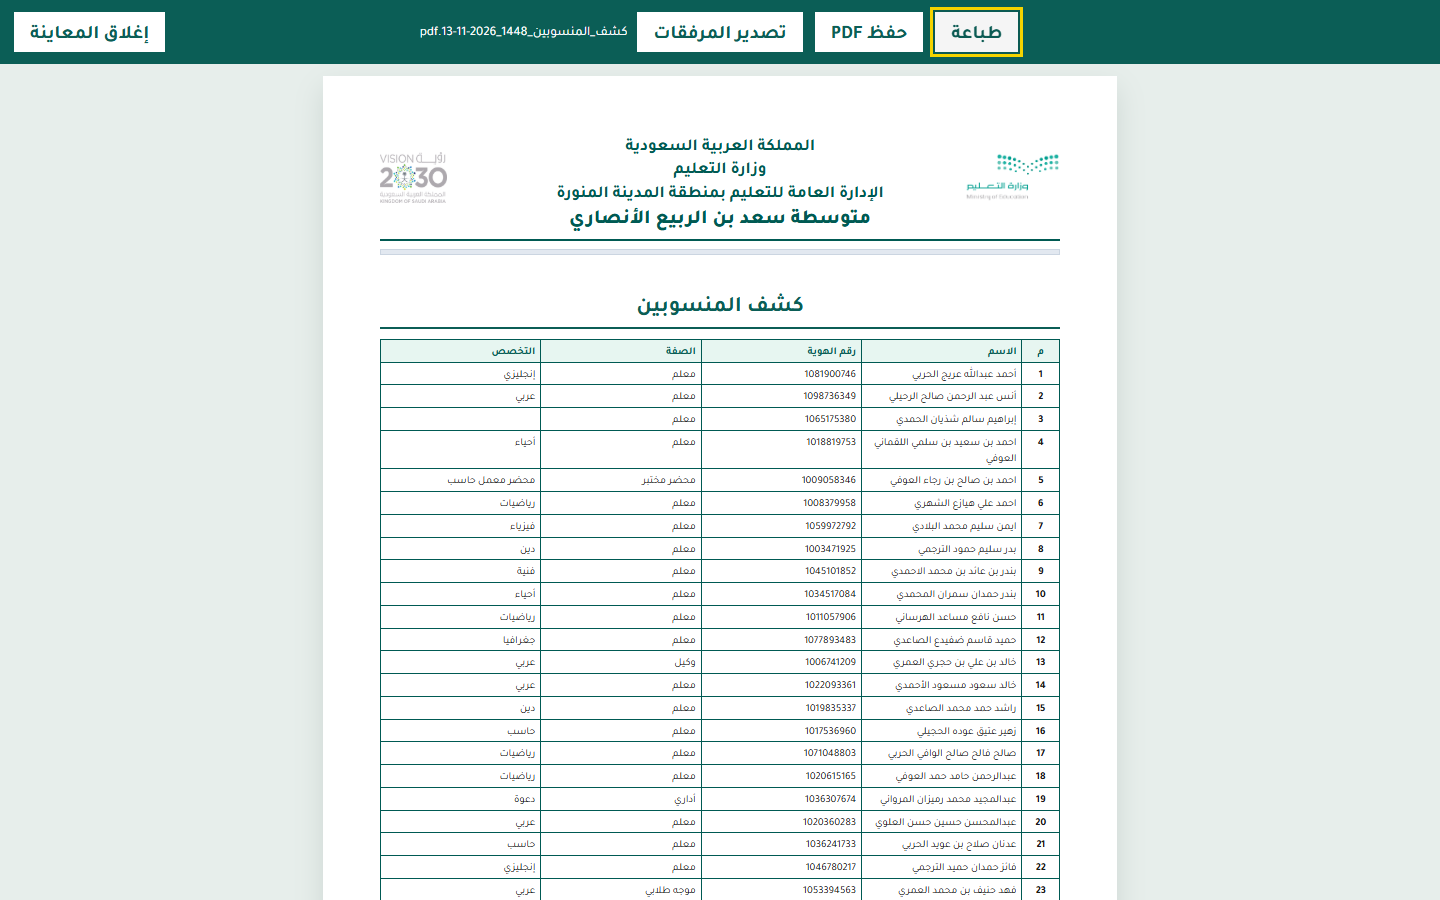 طباعة
حفظ PDF
تصدير المرفقات
كشف_المنسوبين_1448_2026-11-13.pdf
إغلاق المعاينة
وزارة التعـــليم
Ministry of Education
المملكة العربية السعودية
وزارة التعليم
الإدارة العامة للتعليم بمنطقة المدينة المنورة
متوسطة سعد بن الربيع الأنصاري
VISION رؤيــــة
2030
المملكة العربية السعودية
KINGDOM OF SAUDI ARABIA
كشف المنسوبين
م الاسم رقم الهوية الصفة التخصص
1 أحمد عبدالله عريج الحربي 1081900746 معلم إنجليزي
2 أنس عبد الرحمن صالح الرحيلي 1098736349 معلم عربي
3 إبراهيم سالم شذيان الحمدي 1065175380 معلم
4 احمد بن سعيد بن سلمي اللقماني العوفي 1018819753 معلم أحياء
5 احمد بن صالح بن رجاء العوفي 1009058346 محضر مختبر محضر معمل حاسب
6 احمد علي هيازع الشهري 1008379958 معلم رياضيات
7 ايمن سليم محمد البلادي 1059972792 معلم فيزياء
8 بدر سليم حمود الترجمي 1003471925 معلم دين
9 بندر بن عائد بن محمد الاحمدي 1045101852 معلم فنية
10 بندر حمدان سمران المحمدي 1034517084 معلم أحياء
11 حسن نافع مساعد الهرساني 1011057906 معلم رياضيات
12 حميد قاسم ضفيدع الصاعدي 1077893483 معلم جغرافيا
13 خالد بن علي بن حجري العمري 1006741209 وكيل عربي
14 خالد سعود مسعود الأحمدي 1022093361 معلم عربي
15 راشد حمد محمد الصاعدي 1019835337 معلم دين
16 زهير عتيق عوده الحجيلي 1017536960 معلم حاسب
17 صالح فالح صالح الوافي الحربي 1071048803 معلم رياضيات
18 عبدالرحمن حامد حمد العوفي 1020615165 معلم رياضيات
19 عبدالمجيد محمد رميزان المرواني 1036307674 أداري دعوة
20 عبدالمحسن حسين حسن العلوي 1020360283 معلم عربي
21 عدنان صلاح بن عويد الحربي 1036241733 معلم حاسب
22 فائز حمدان حميد الترجمي 1046780217 معلم إنجليزي
23 فهد حنيف بن محمد العمري 1053394563 موجه طلابي عربي